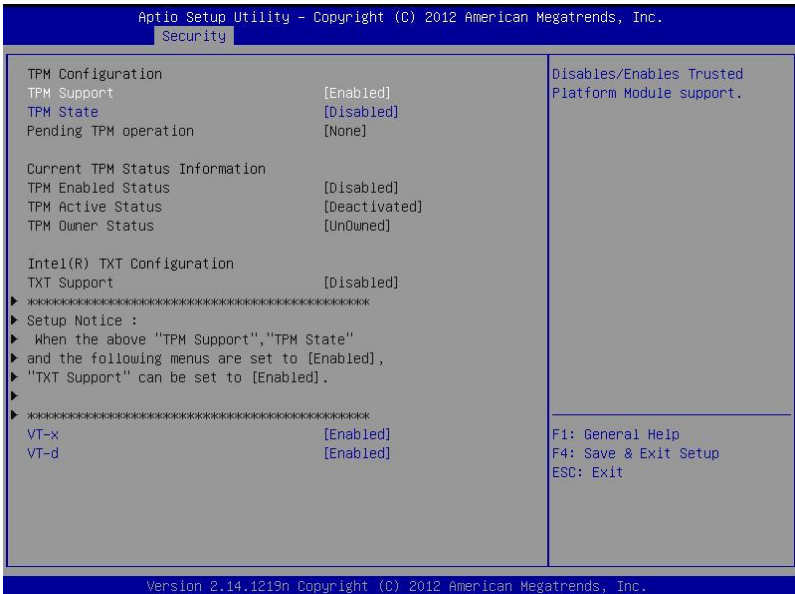 Aptio Setup Utility – Copyright (C) 2012 American Megatrends, Inc.
Security
TPM Configuration
TPM Support [Enabled]
TPM State [Disabled]
Pending TPM operation [None]
Current TPM Status Information
TPM Enabled Status [Disabled]
TPM Active Status [Deactivated]
TPM Owner Status [UnOwned]
Intel(R) TXT Configuration
TXT Support [Disabled]
*********************************************
Setup Notice :
When the above "TPM Support","TPM State"
and the following menus are set to [Enabled],
"TXT Support" can be set to [Enabled].
*********************************************
VT-x [Enabled]
VT-d [Enabled]
Disables/Enables Trusted
Platform Module support.
F1: General Help
F4: Save & Exit Setup
ESC: Exit
Version 2.14.1219n Copyright (C) 2012 American Megatrends, Inc.